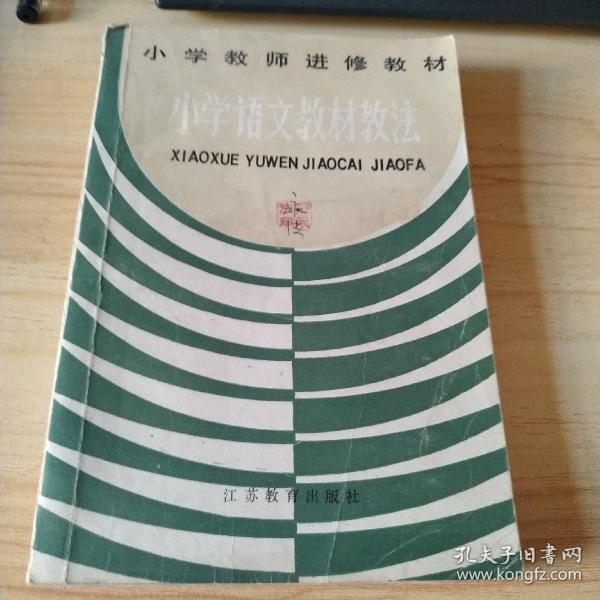 小学教师进修教材
小学语文教材教法
XIAOXUE YUWEN JIAOCAI JIAOFA
江苏教育出版社
孔夫子旧書网
www.kongfz.com